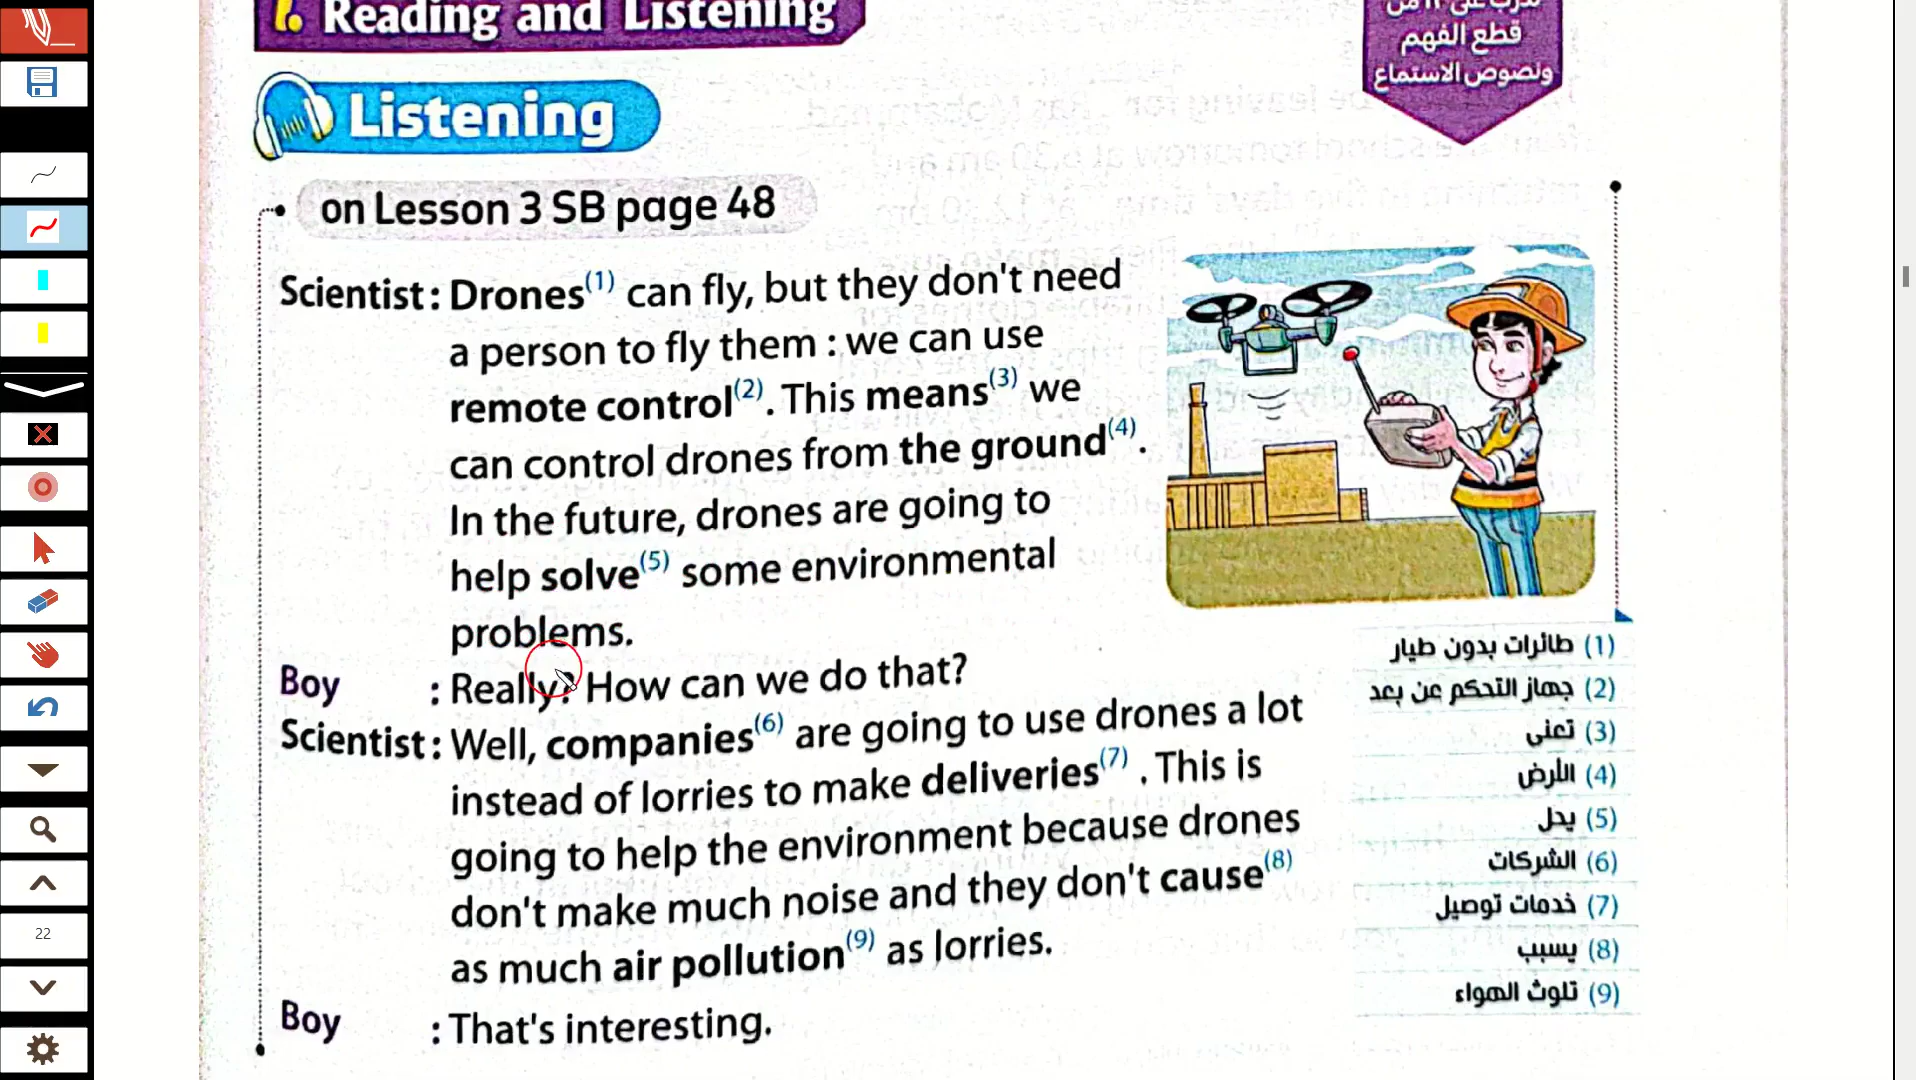 Reading and Listening
قطع الفهم
ونصوص الاستماع
Listening
on Lesson 3 SB page 48
Scientist : Drones(1) can fly, but they don't need
a person to fly them : we can use
remote control(2). This means(3) we
can control drones from the ground(4).
In the future, drones are going to
help solve(5) some environmental
problems.
Boy : Really? How can we do that?
Scientist : Well, companies(6) are going to use drones a lot
instead of lorries to make deliveries(7). This is
going to help the environment because drones
don't make much noise and they don't cause(8)
as much air pollution(9) as lorries.
Boy : That's interesting.
(1) طائرات بدون طيار
(2) جهاز التحكم عن بعد
(3) تعنى
(4) الأرض
(5) يحل
(6) الشركات
(7) خدمات توصيل
(8) يسبب
(9) تلوث الهواء
22